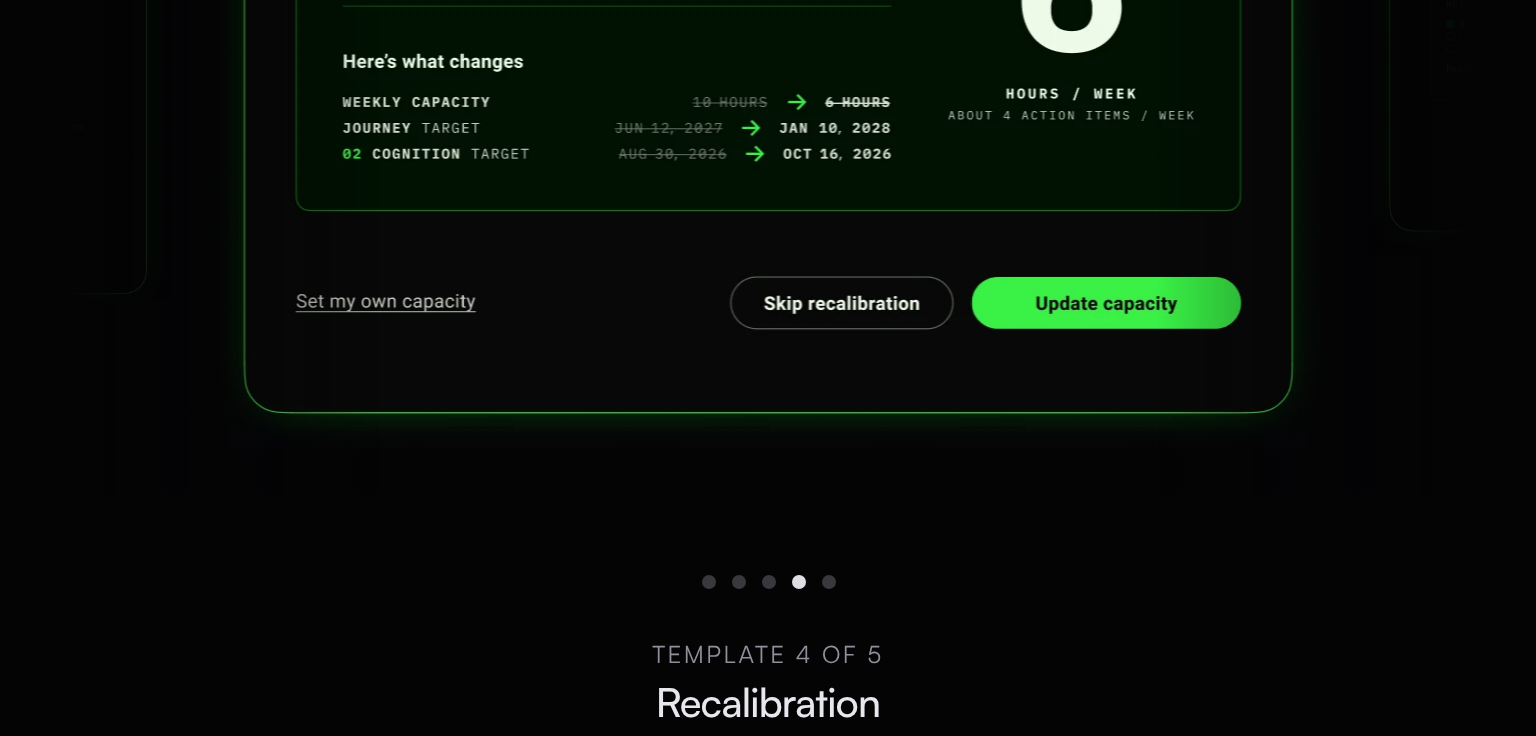 6
Here's what changes
WEEKLY CAPACITY 10 HOURS → 6 HOURS
HOURS / WEEK
JOURNEY TARGET JUN 12, 2027 → JAN 10, 2028
ABOUT 4 ACTION ITEMS / WEEK
02 COGNITION TARGET AUG 30, 2026 → OCT 16, 2026
Set my own capacity
Skip recalibration
Update capacity
TEMPLATE 4 OF 5
Recalibration